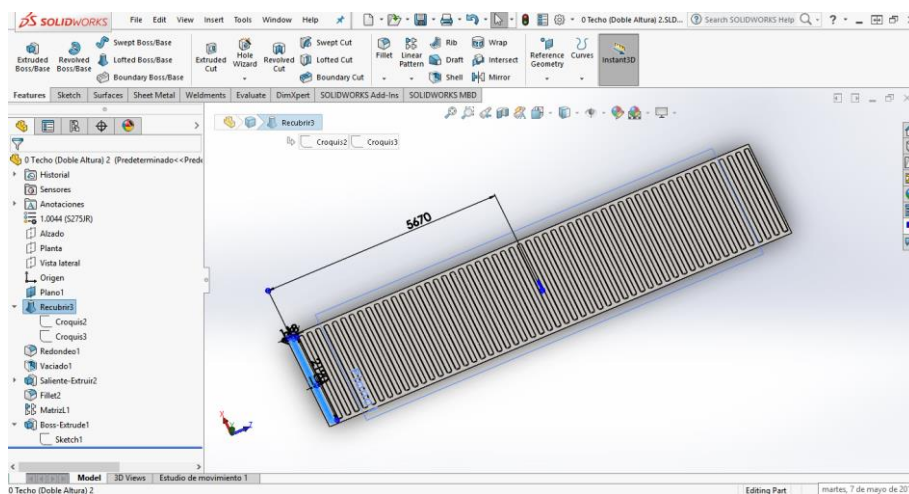 SOLIDWORKS File Edit View Insert Tools Window Help 0 Techo (Doble Altura) 2.SLD... Search SOLIDWORKS Help
Extruded Boss/Base Revolved Boss/Base Swept Boss/Base Lofted Boss/Base Boundary Boss/Base Extruded Cut Hole Wizard Revolved Cut Swept Cut Lofted Cut Boundary Cut Fillet Linear Pattern Rib Draft Shell Wrap Intersect Mirror Reference Geometry Curves Instant3D
Features Sketch Surfaces Sheet Metal Weldments Evaluate DimXpert SOLIDWORKS Add-Ins SOLIDWORKS MBD
Recubrir3
Croquis2 Croquis3
0 Techo (Doble Altura) 2 (Predeterminado<<Prede
Historial
Sensores
Anotaciones
1.0044 (S275JR)
Alzado
Planta
Vista lateral
Origen
Plano1
Recubrir3
Croquis2
Croquis3
Redondeo1
Vaciado1
Saliente-Extruir2
Fillet2
MatrizL1
Boss-Extrude1
Sketch1
5670
X
Z
Model 3D Views Estudio de movimiento 1
0 Techo (Doble Altura) 2 Editing Part martes, 7 de mayo de 20